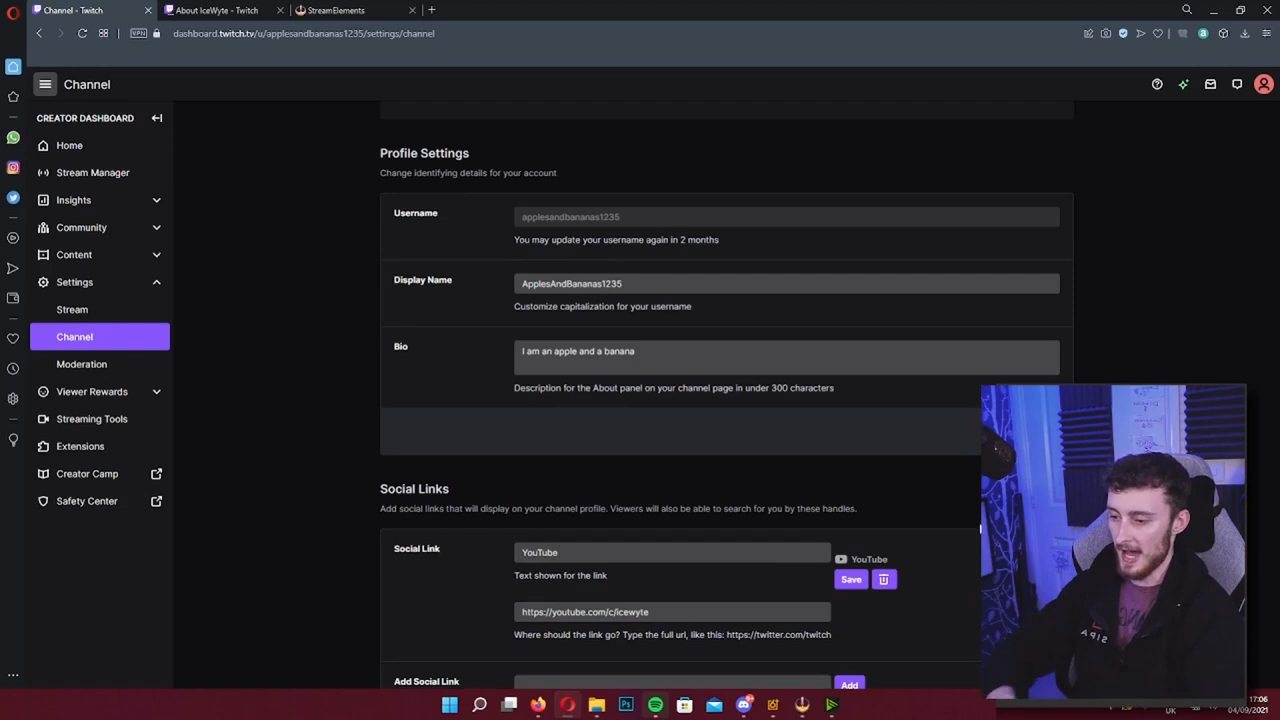 Channel - Twitch
About IceWyte - Twitch
StreamElements
VPN
dashboard.twitch.tv/u/applesandbananas1235/settings/channel
Channel
CREATOR DASHBOARD
Home
Stream Manager
Insights
Community
Content
Settings
Stream
Channel
Moderation
Viewer Rewards
Streaming Tools
Extensions
Creator Camp
Safety Center
Profile Settings
Change identifying details for your account
Username
applesandbananas1235
You may update your username again in 2 months
Display Name
ApplesAndBananas1235
Customize capitalization for your username
Bio
I am an apple and a banana
Description for the About panel on your channel page in under 300 characters
Social Links
Add social links that will display on your channel profile. Viewers will also be able to search for you by these handles.
Social Link
YouTube
YouTube
Text shown for the link
Save
https://youtube.com/c/icewyte
Where should the link go? Type the full url, like this: https://twitter.com/twitch
Add Social Link
Add
17:06
UK
04/09/2021